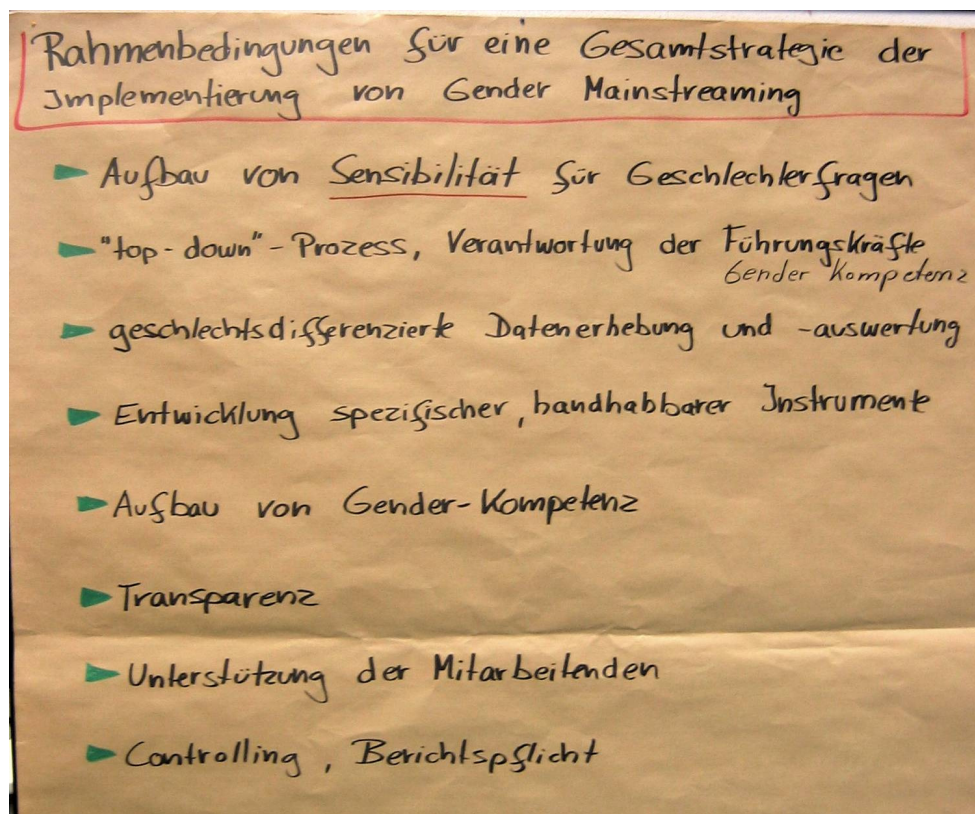 Rahmenbedingungen für eine Gesamtstrategie der
Implementierung von Gender Mainstreaming
Aufbau von Sensibilität für Geschlechterfragen
"top-down"-Prozess, Verantwortung der Führungskräfte
Gender Kompetenz
geschlechtsdifferenzierte Datenerhebung und -auswertung
Entwicklung spezifischer, handhabbarer Instrumente
Aufbau von Gender-Kompetenz
Transparenz
Unterstützung der Mitarbeitenden
Controlling, Berichtspflicht